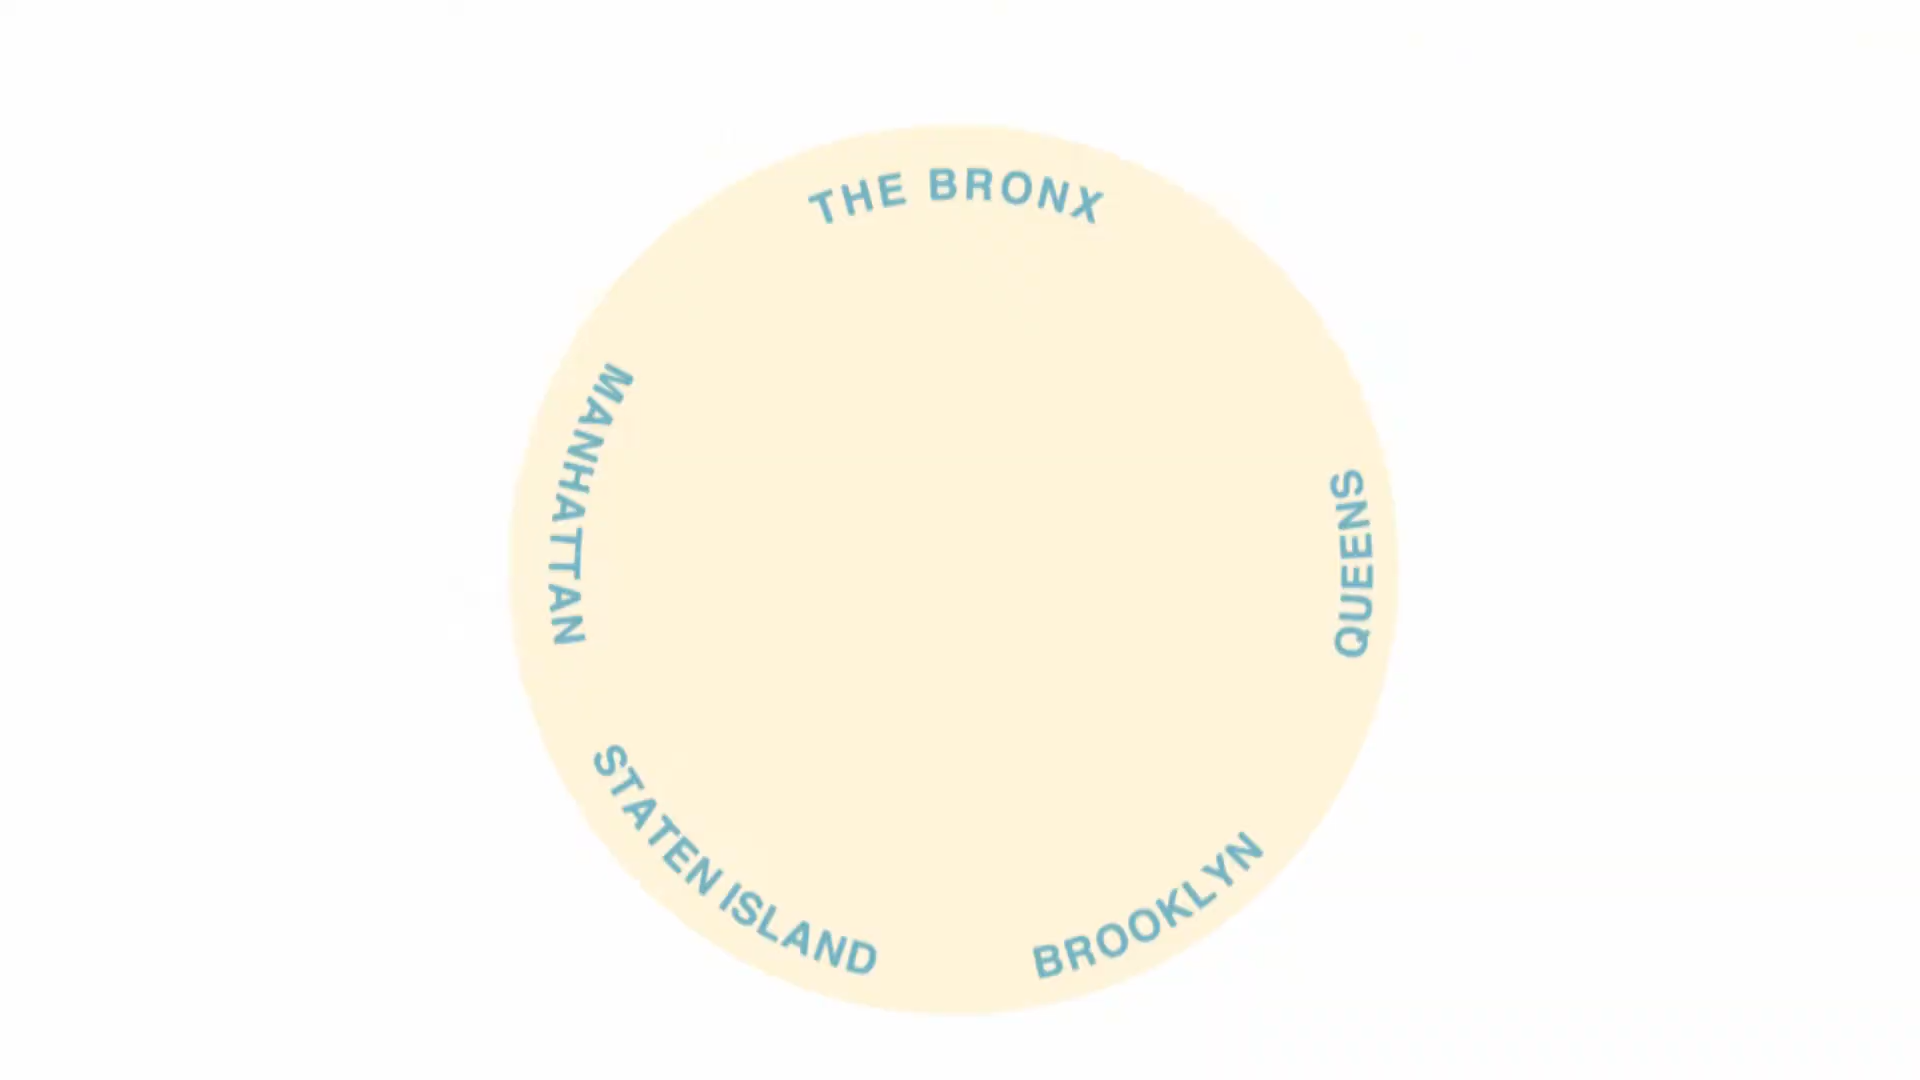 THE BRONX
MANHATTAN
QUEENS
STATEN ISLAND
BROOKLYN